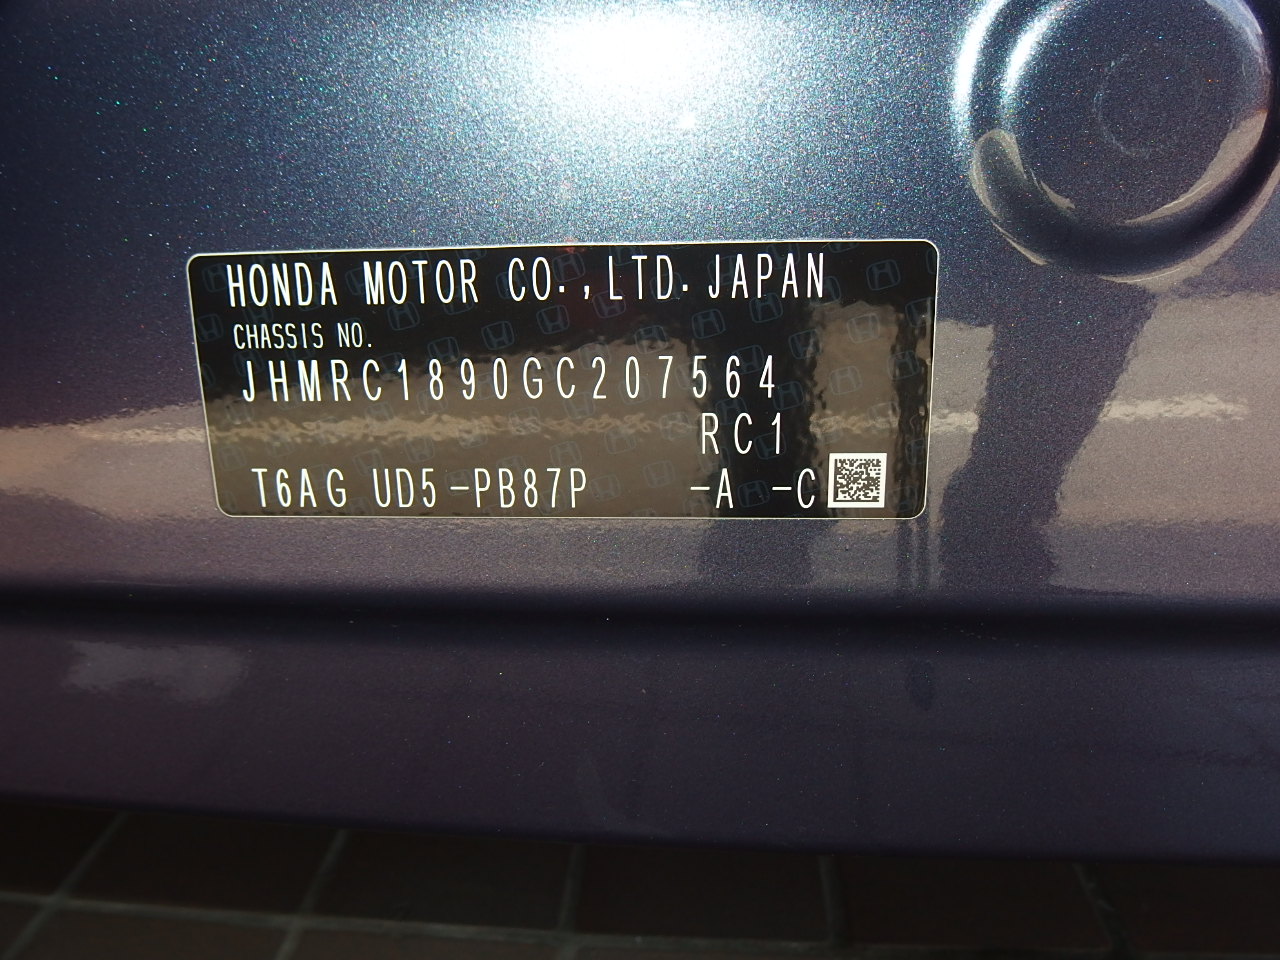 HONDA MOTOR CO.,LTD.JAPAN
CHASSIS NO.
JHMRC1890GC207564
RC1
T6AG UD5-PB87P -A -C